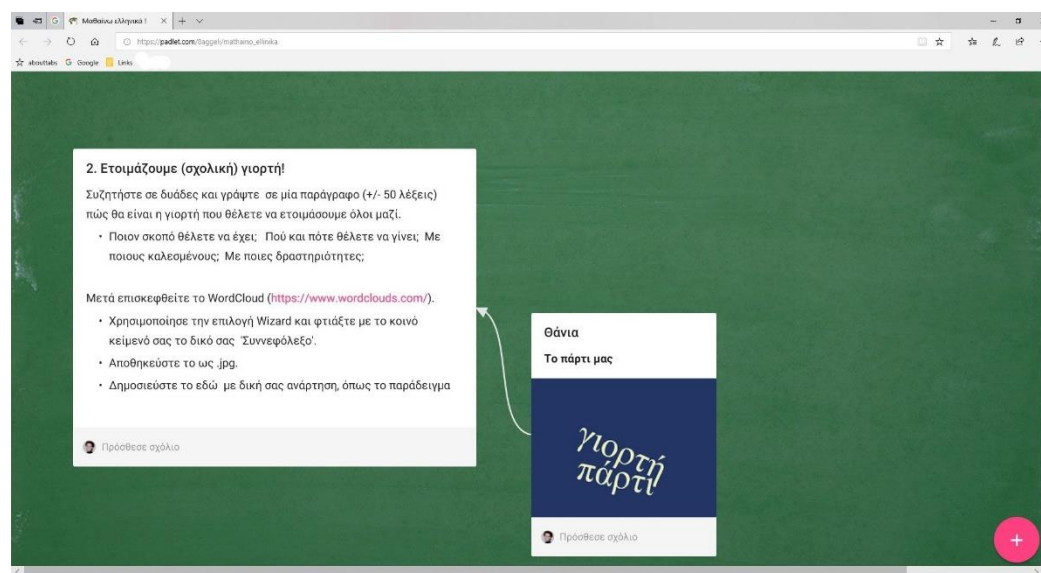 Μαθαίνω ελληνικά !
https://padlet.com/8aggeli/mathaino_ellinika
abouttabs Google Links
2. Ετοιμάζουμε (σχολική) γιορτή!
Συζητήστε σε δυάδες και γράψτε σε μία παράγραφο (+/- 50 λέξεις)
πώς θα είναι η γιορτή που θέλετε να ετοιμάσουμε όλοι μαζί.
• Ποιον σκοπό θέλετε να έχει; Πού και πότε θέλετε να γίνει; Με
ποιους καλεσμένους; Με ποιες δραστηριότητες;
Μετά επισκεφθείτε το WordCloud (https://www.wordclouds.com/).
• Χρησιμοποίησε την επιλογή Wizard και φτιάξτε με το κοινό
κείμενό σας το δικό σας 'Συννεφόλεξο'.
• Αποθηκεύστε το ως .jpg.
• Δημοσιεύστε το εδώ με δική σας ανάρτηση, όπως το παράδειγμα
Πρόσθεσε σχόλιο
Θάνια
Το πάρτι μας
γιορτή
πάρτι
Πρόσθεσε σχόλιο